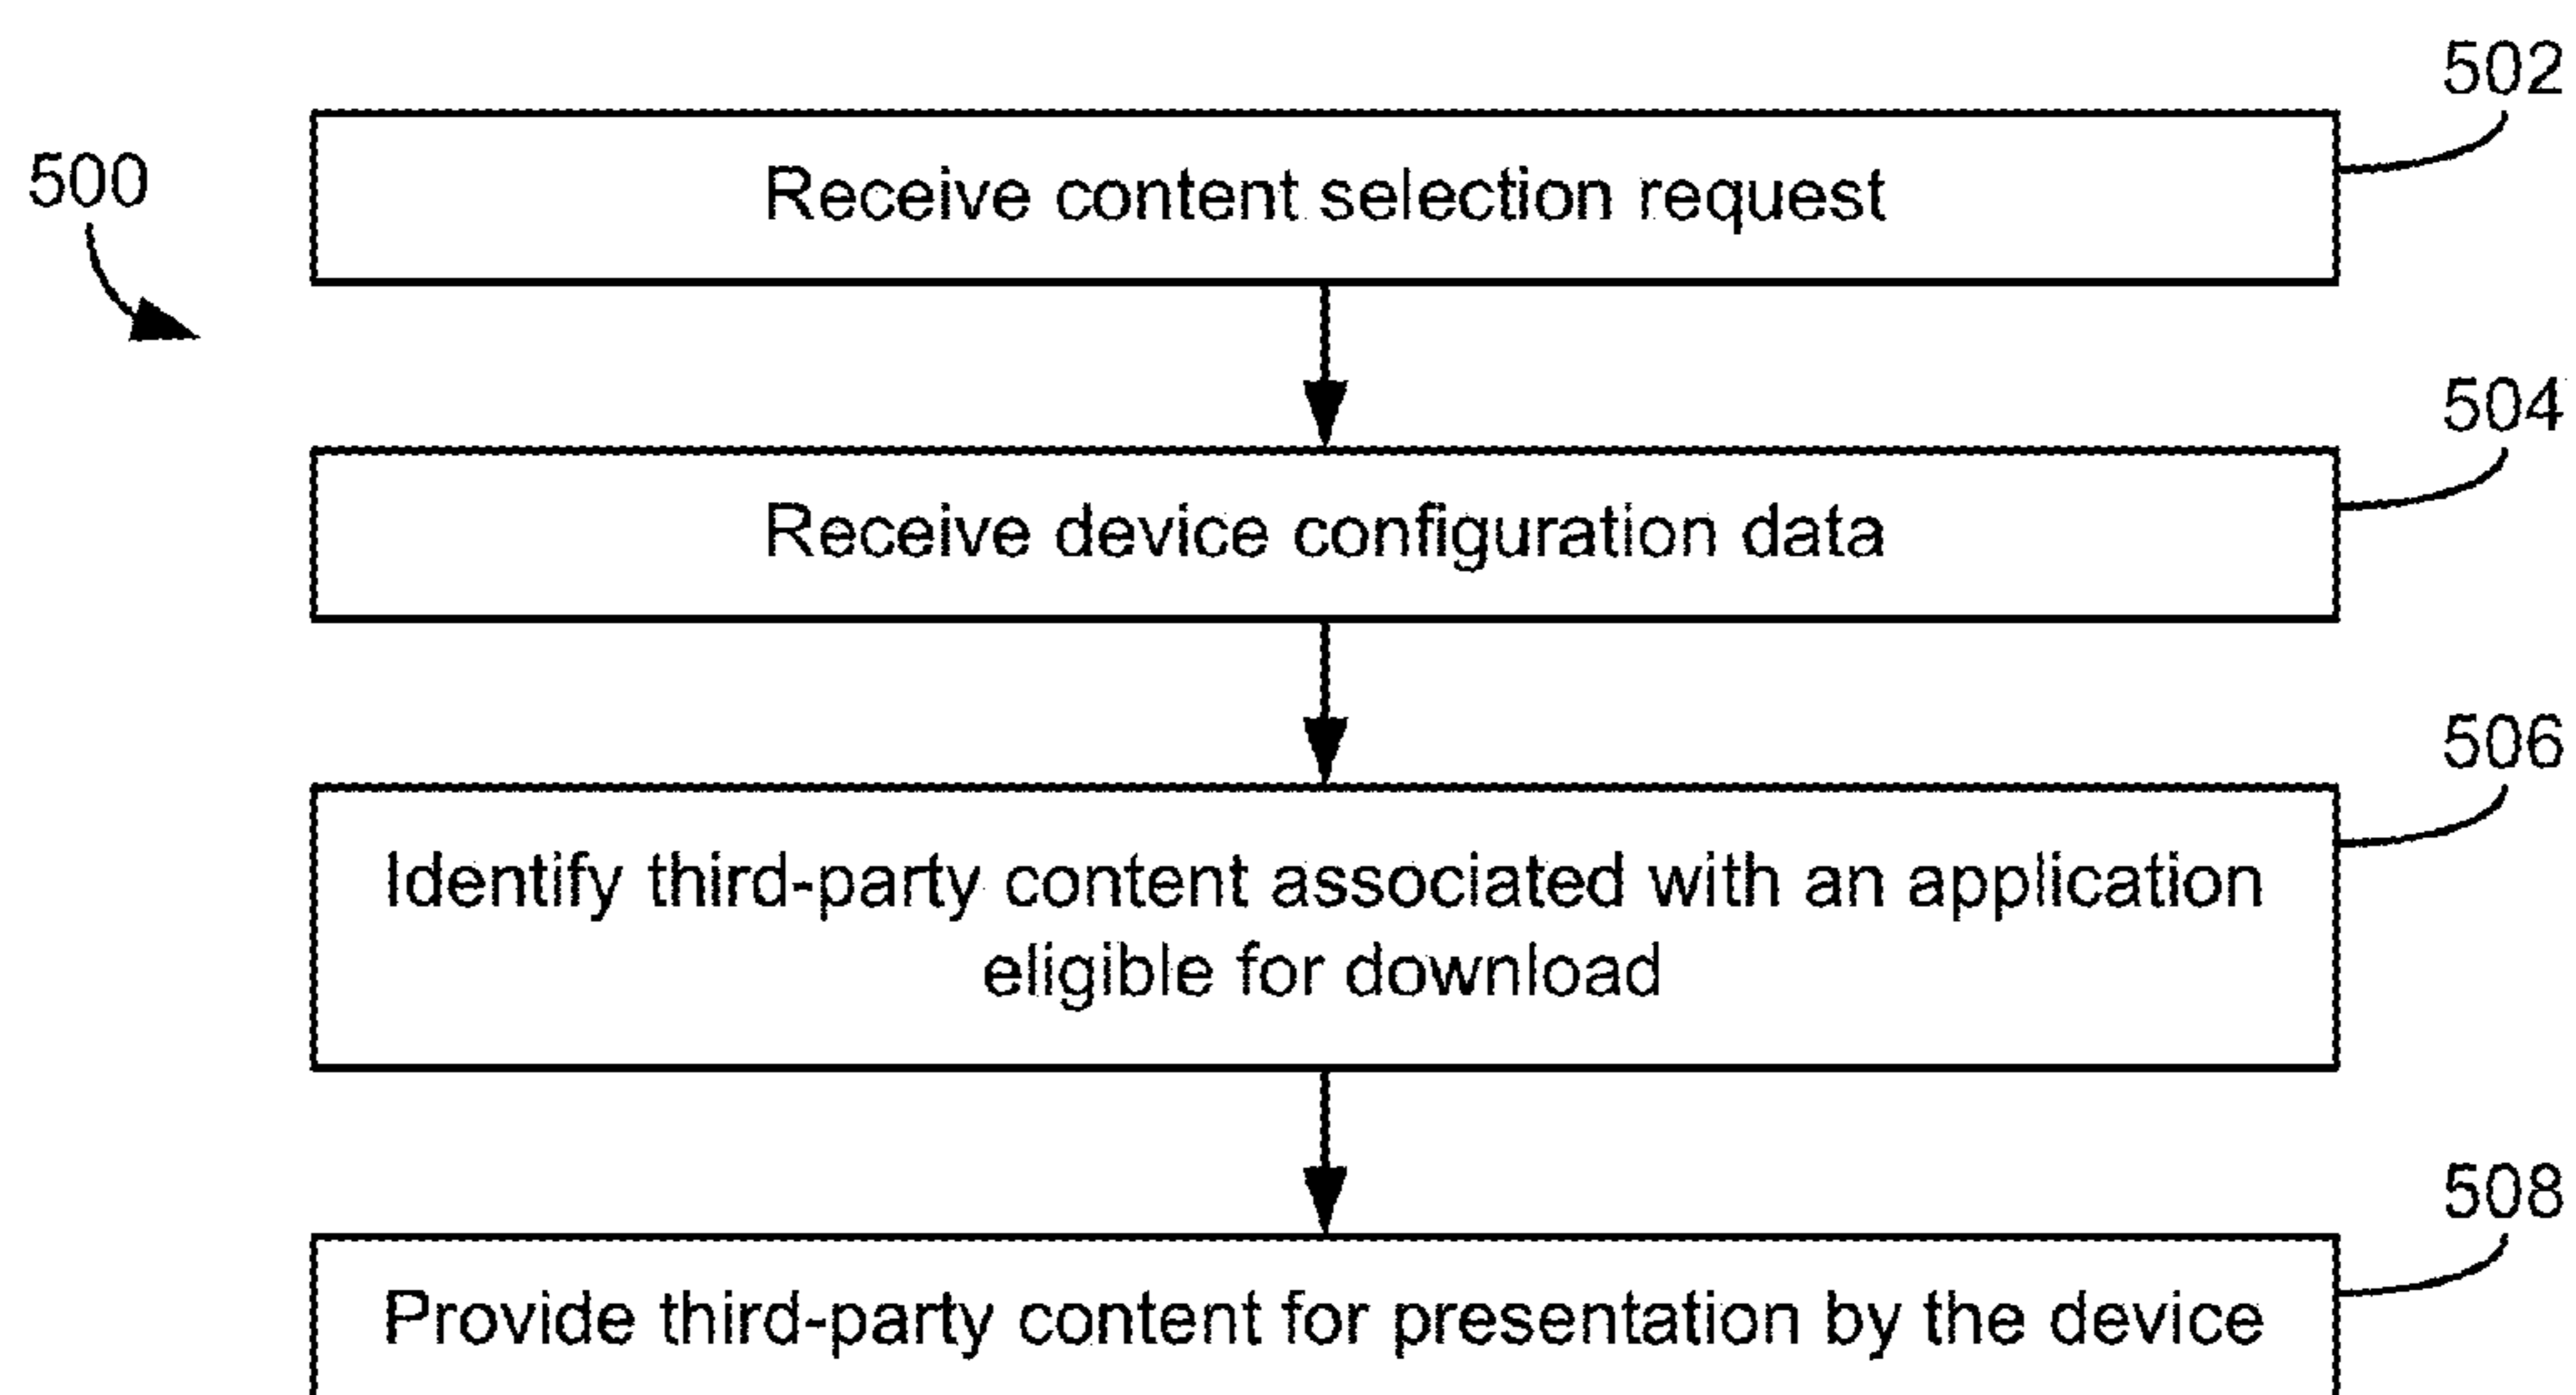 502
500
Receive content selection request
504
Receive device configuration data
506
Identify third-party content associated with an application
eligible for download
508
Provide third-party content for presentation by the device